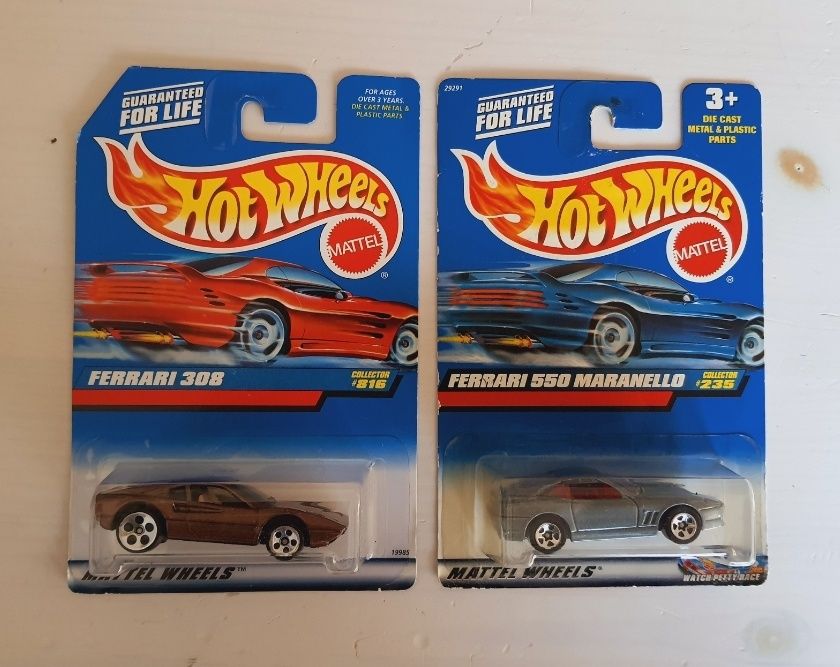 GUARANTEED
FOR LIFE
FOR AGES
OVER 3 YEARS.
DIE CAST METAL &
PLASTIC PARTS
HOT WHEELS
MATTEL
®
FERRARI 308
COLLECTOR
#816
19985
MATTEL WHEELS™
29291
GUARANTEED
FOR LIFE
3+
DIE CAST
METAL & PLASTIC
PARTS
HOT WHEELS
MATTEL
®
FERRARI 550 MARANELLO
COLLECTOR
#235
MATTEL WHEELS®
WATCH PETTY RACE